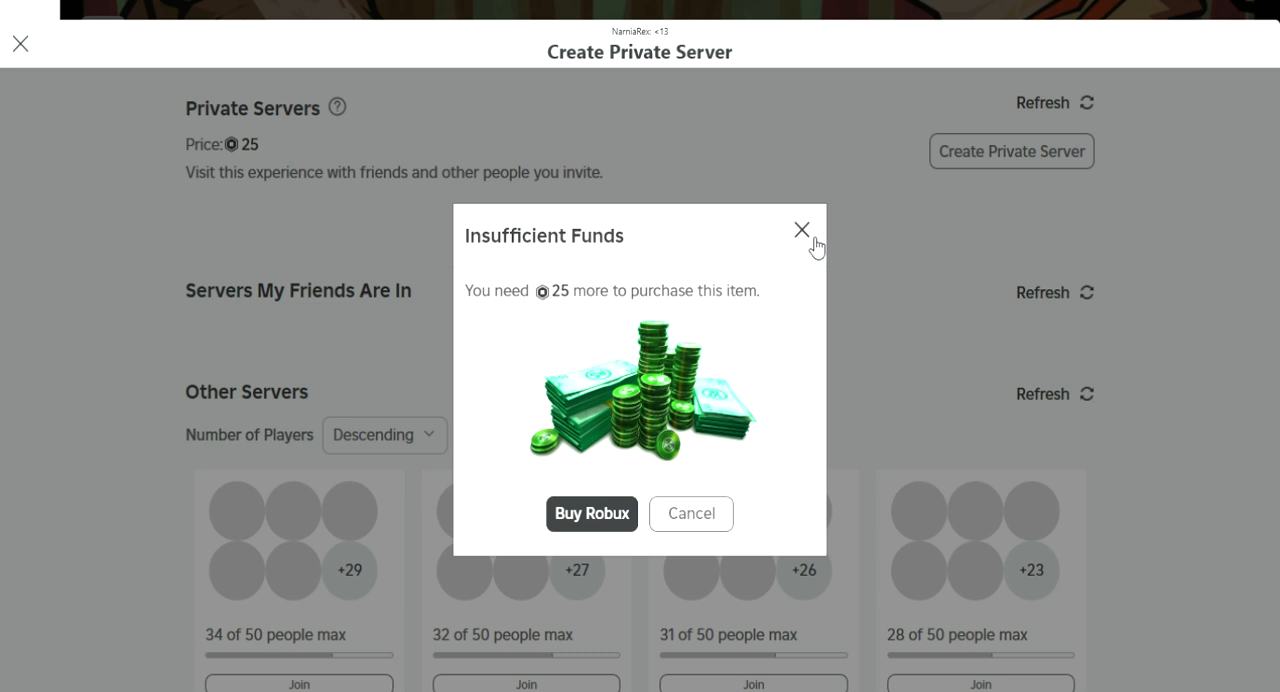 NarniaRex: <13
Create Private Server
Private Servers
Refresh
Price: 25
Create Private Server
Visit this experience with friends and other people you invite.
Insufficient Funds
You need 25 more to purchase this item.
Buy Robux
Cancel
Servers My Friends Are In
Refresh
Other Servers
Refresh
Number of Players
Descending
+29
+27
+26
+23
34 of 50 people max
32 of 50 people max
31 of 50 people max
28 of 50 people max
Join
Join
Join
Join